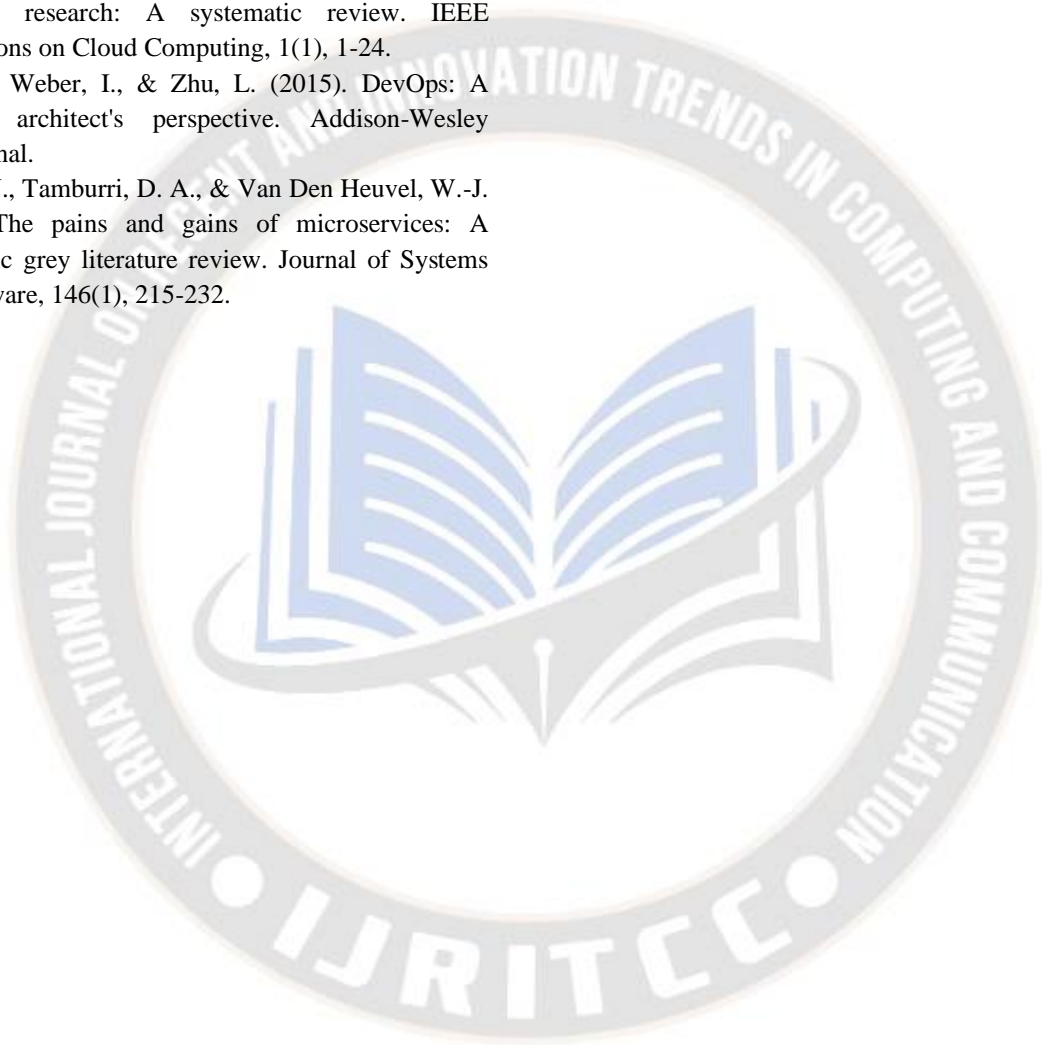 research: A systematic review. IEEE
ons on Cloud Computing, 1(1), 1-24.
Weber, I., & Zhu, L. (2015). DevOps: A
architect's perspective. Addison-Wesley
nal.
., Tamburri, D. A., & Van Den Heuvel, W.-J.
The pains and gains of microservices: A
c grey literature review. Journal of Systems
vare, 146(1), 215-232.
INTERNATIONAL JOURNAL ON RECENT AND INNOVATION TRENDS IN COMPUTING AND COMMUNICATION
IJRITCC